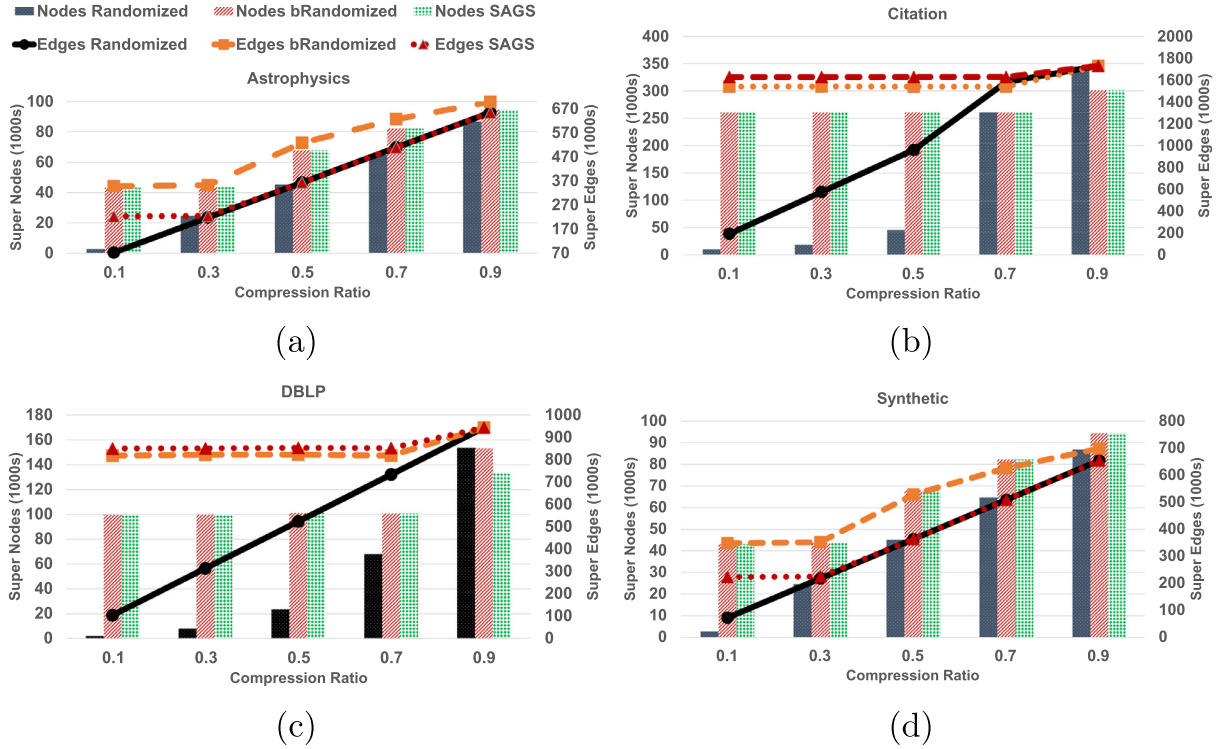 Nodes Randomized Nodes bRandomized Nodes SAGS
Edges Randomized Edges bRandomized Edges SAGS
Astrophysics
Super Nodes (1000s)
100
80
60
40
20
0
670
570
470
370
270
170
70
Super Edges (1000s)
0.1 0.3 0.5 0.7 0.9
Compression Ratio
(a)
Citation
Super Nodes (1000s)
400
350
300
250
200
150
100
50
0
2000
1800
1600
1400
1200
1000
800
600
400
200
0
Super Edges (1000s)
0.1 0.3 0.5 0.7 0.9
Compression Ratio
(b)
DBLP
Super Nodes (1000s)
180
160
140
120
100
80
60
40
20
0
1000
900
800
700
600
500
400
300
200
100
0
Super Edges (1000s)
0.1 0.3 0.5 0.7 0.9
Compression Ratio
(c)
Synthetic
Super Nodes (1000s)
100
90
80
70
60
50
40
30
20
10
0
800
700
600
500
400
300
200
100
0
Super Edges (1000s)
0.1 0.3 0.5 0.7 0.9
Compression Ratio
(d)